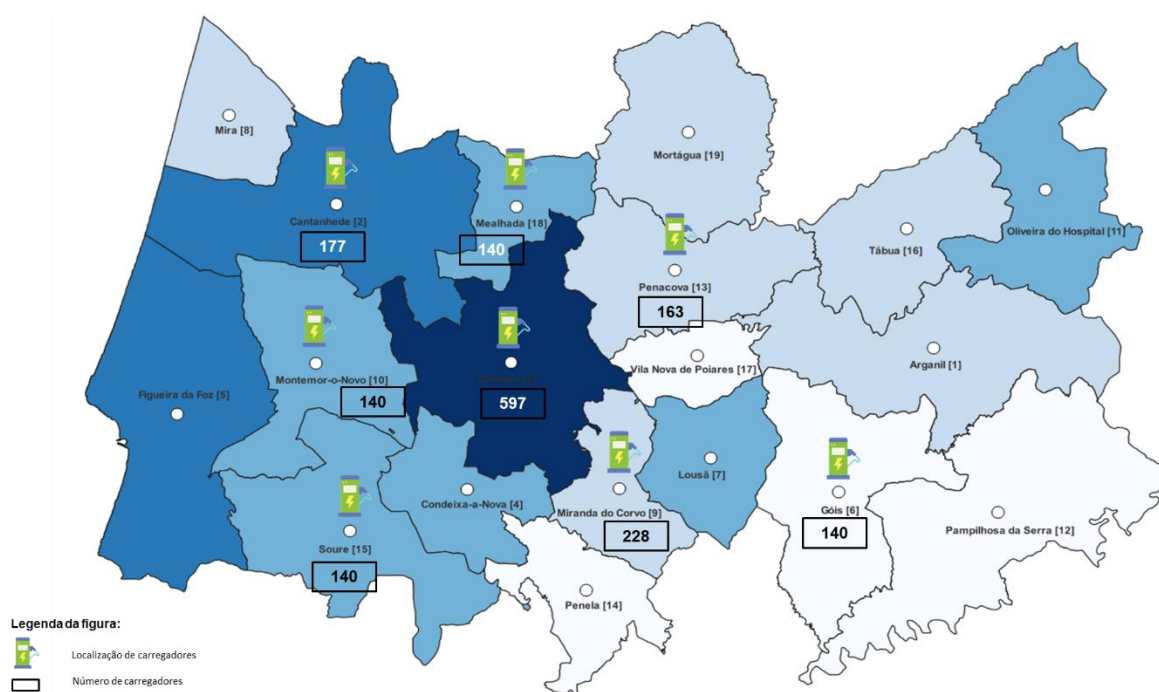 Mira [8]
Mortágua [19]
Cantanhede [2]
177
Mealhada [18]
140
Oliveira do Hospital [11]
Tábua [16]
Penacova [13]
163
Arganil [1]
Vila Nova de Poiares [17]
Montemor-o-Novo [10]
140
597
Figueira da Foz [5]
Lousã [7]
Condeixa-a-Nova [4]
Miranda do Corvo [9]
228
Góis [6]
140
Pampilhosa da Serra [12]
Soure [15]
140
Penela [14]
Legenda da figura:
Localização de carregadores
Número de carregadores